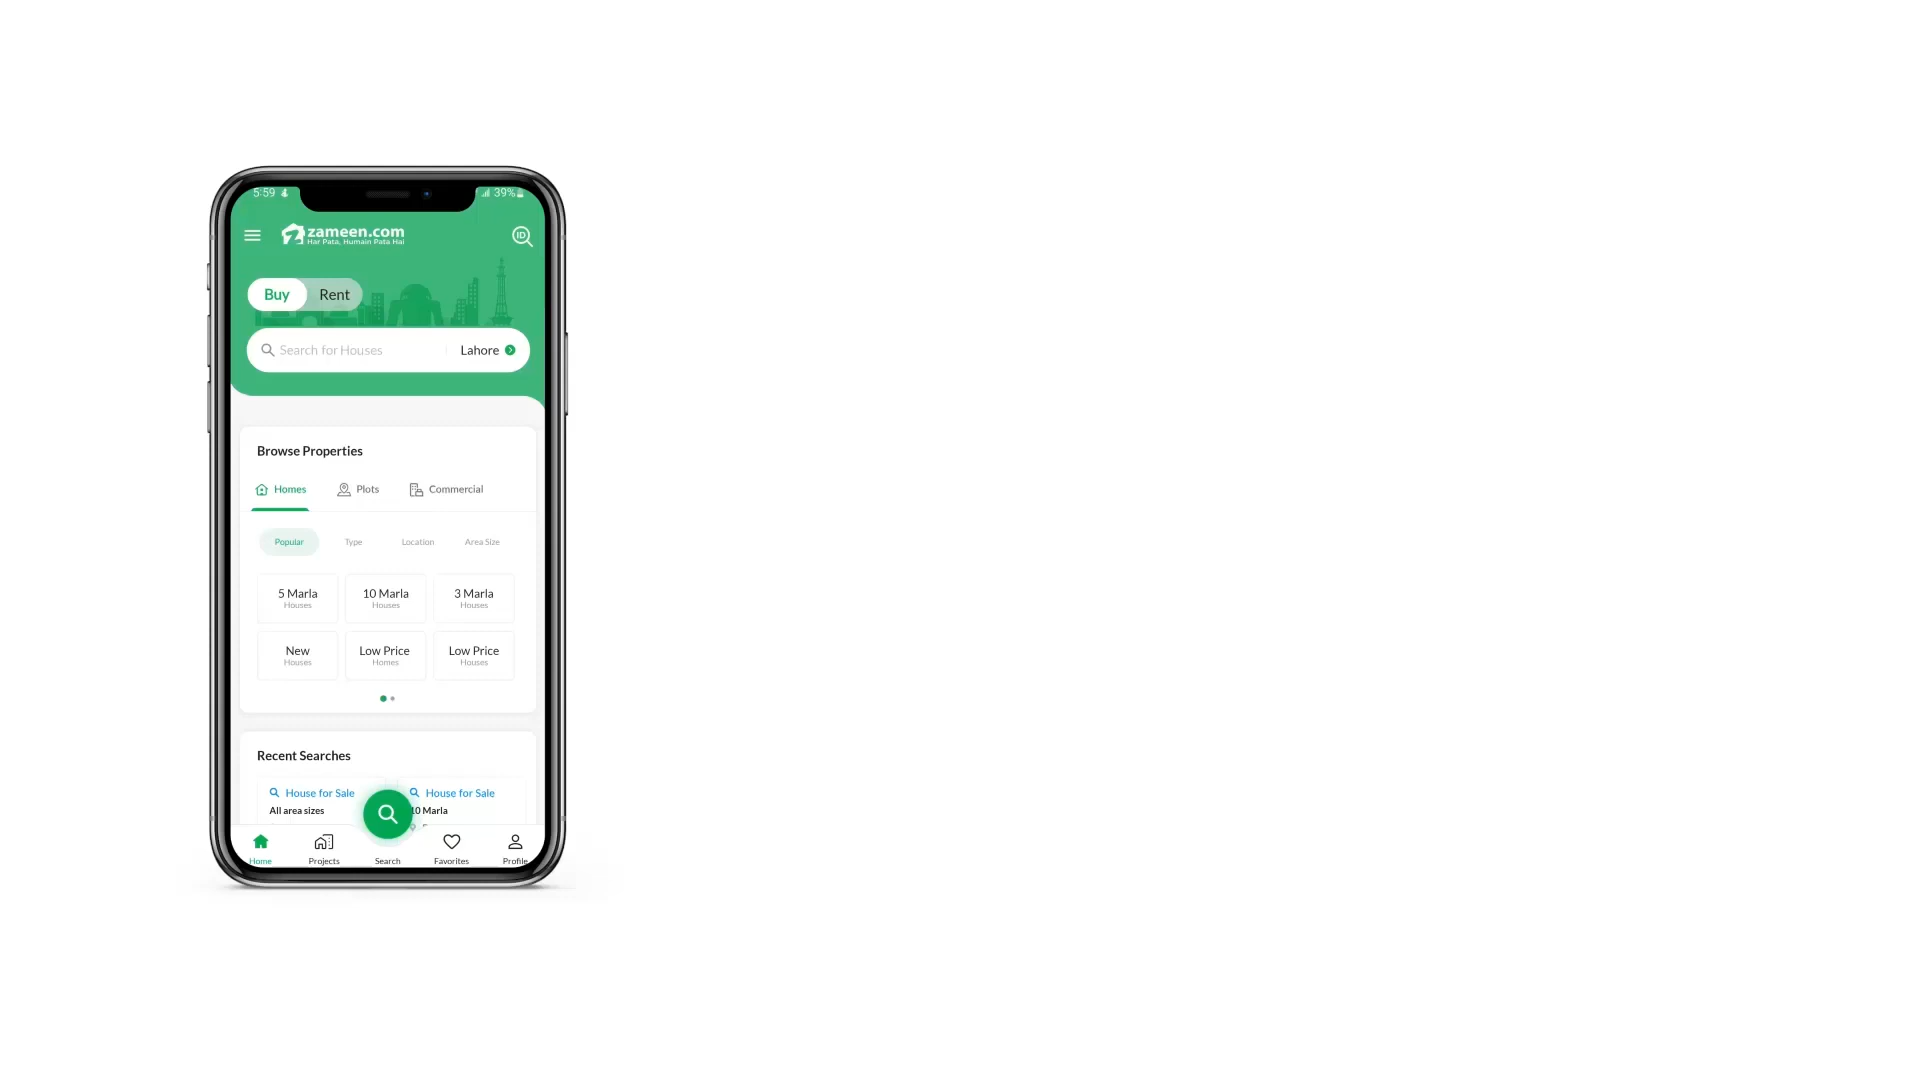 5:59
39%
zameen.com
Har Pata, Humain Pata Hai
ID
Buy Rent
Search for Houses Lahore
Browse Properties
Homes Plots Commercial
Popular Type Location Area Size
5 Marla 10 Marla 3 Marla
Houses Houses Houses
New Low Price Low Price
Houses Homes Houses
Recent Searches
House for Sale House for Sale
All area sizes 10 Marla
Home Projects Search Favorites Profile